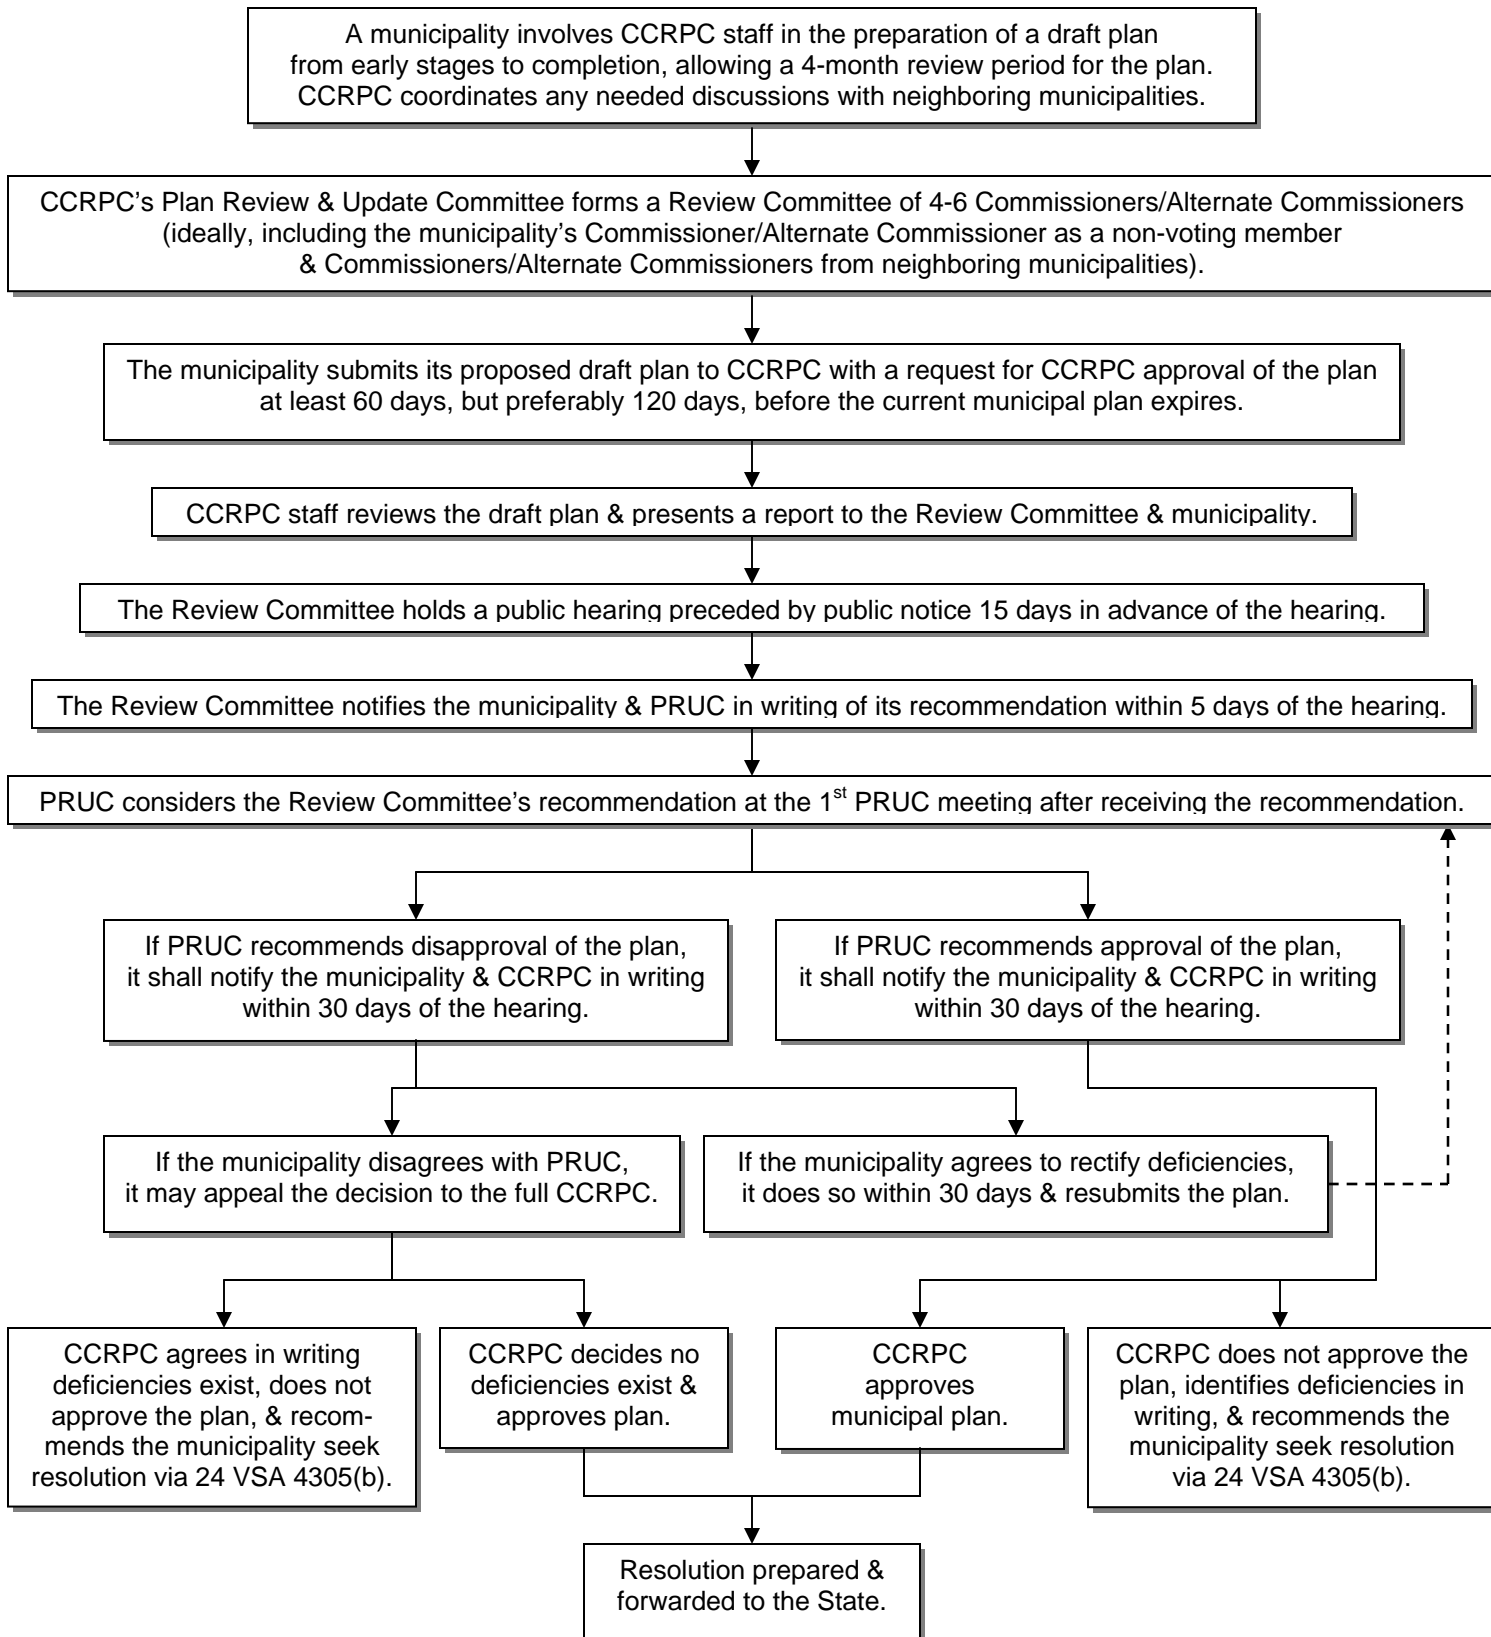 A municipality involves CCRPC staff in the preparation of a draft plan
from early stages to completion, allowing a 4-month review period for the plan.
CCRPC coordinates any needed discussions with neighboring municipalities.
CCRPC’s Plan Review & Update Committee forms a Review Committee of 4-6 Commissioners/Alternate Commissioners
(ideally, including the municipality’s Commissioner/Alternate Commissioner as a non-voting member
& Commissioners/Alternate Commissioners from neighboring municipalities).
The municipality submits its proposed draft plan to CCRPC with a request for CCRPC approval of the plan
at least 60 days, but preferably 120 days, before the current municipal plan expires.
CCRPC staff reviews the draft plan & presents a report to the Review Committee & municipality.
The Review Committee holds a public hearing preceded by public notice 15 days in advance of the hearing.
The Review Committee notifies the municipality & PRUC in writing of its recommendation within 5 days of the hearing.
PRUC considers the Review Committee’s recommendation at the 1st PRUC meeting after receiving the recommendation.
If PRUC recommends disapproval of the plan,
it shall notify the municipality & CCRPC in writing
within 30 days of the hearing.
If PRUC recommends approval of the plan,
it shall notify the municipality & CCRPC in writing
within 30 days of the hearing.
If the municipality disagrees with PRUC,
it may appeal the decision to the full CCRPC.
If the municipality agrees to rectify deficiencies,
it does so within 30 days & resubmits the plan.
CCRPC agrees in writing
deficiencies exist, does not
approve the plan, & recom-
mends the municipality seek
resolution via 24 VSA 4305(b).
CCRPC decides no
deficiencies exist &
approves plan.
CCRPC
approves
municipal plan.
CCRPC does not approve the
plan, identifies deficiencies in
writing, & recommends the
municipality seek resolution
via 24 VSA 4305(b).
Resolution prepared &
forwarded to the State.